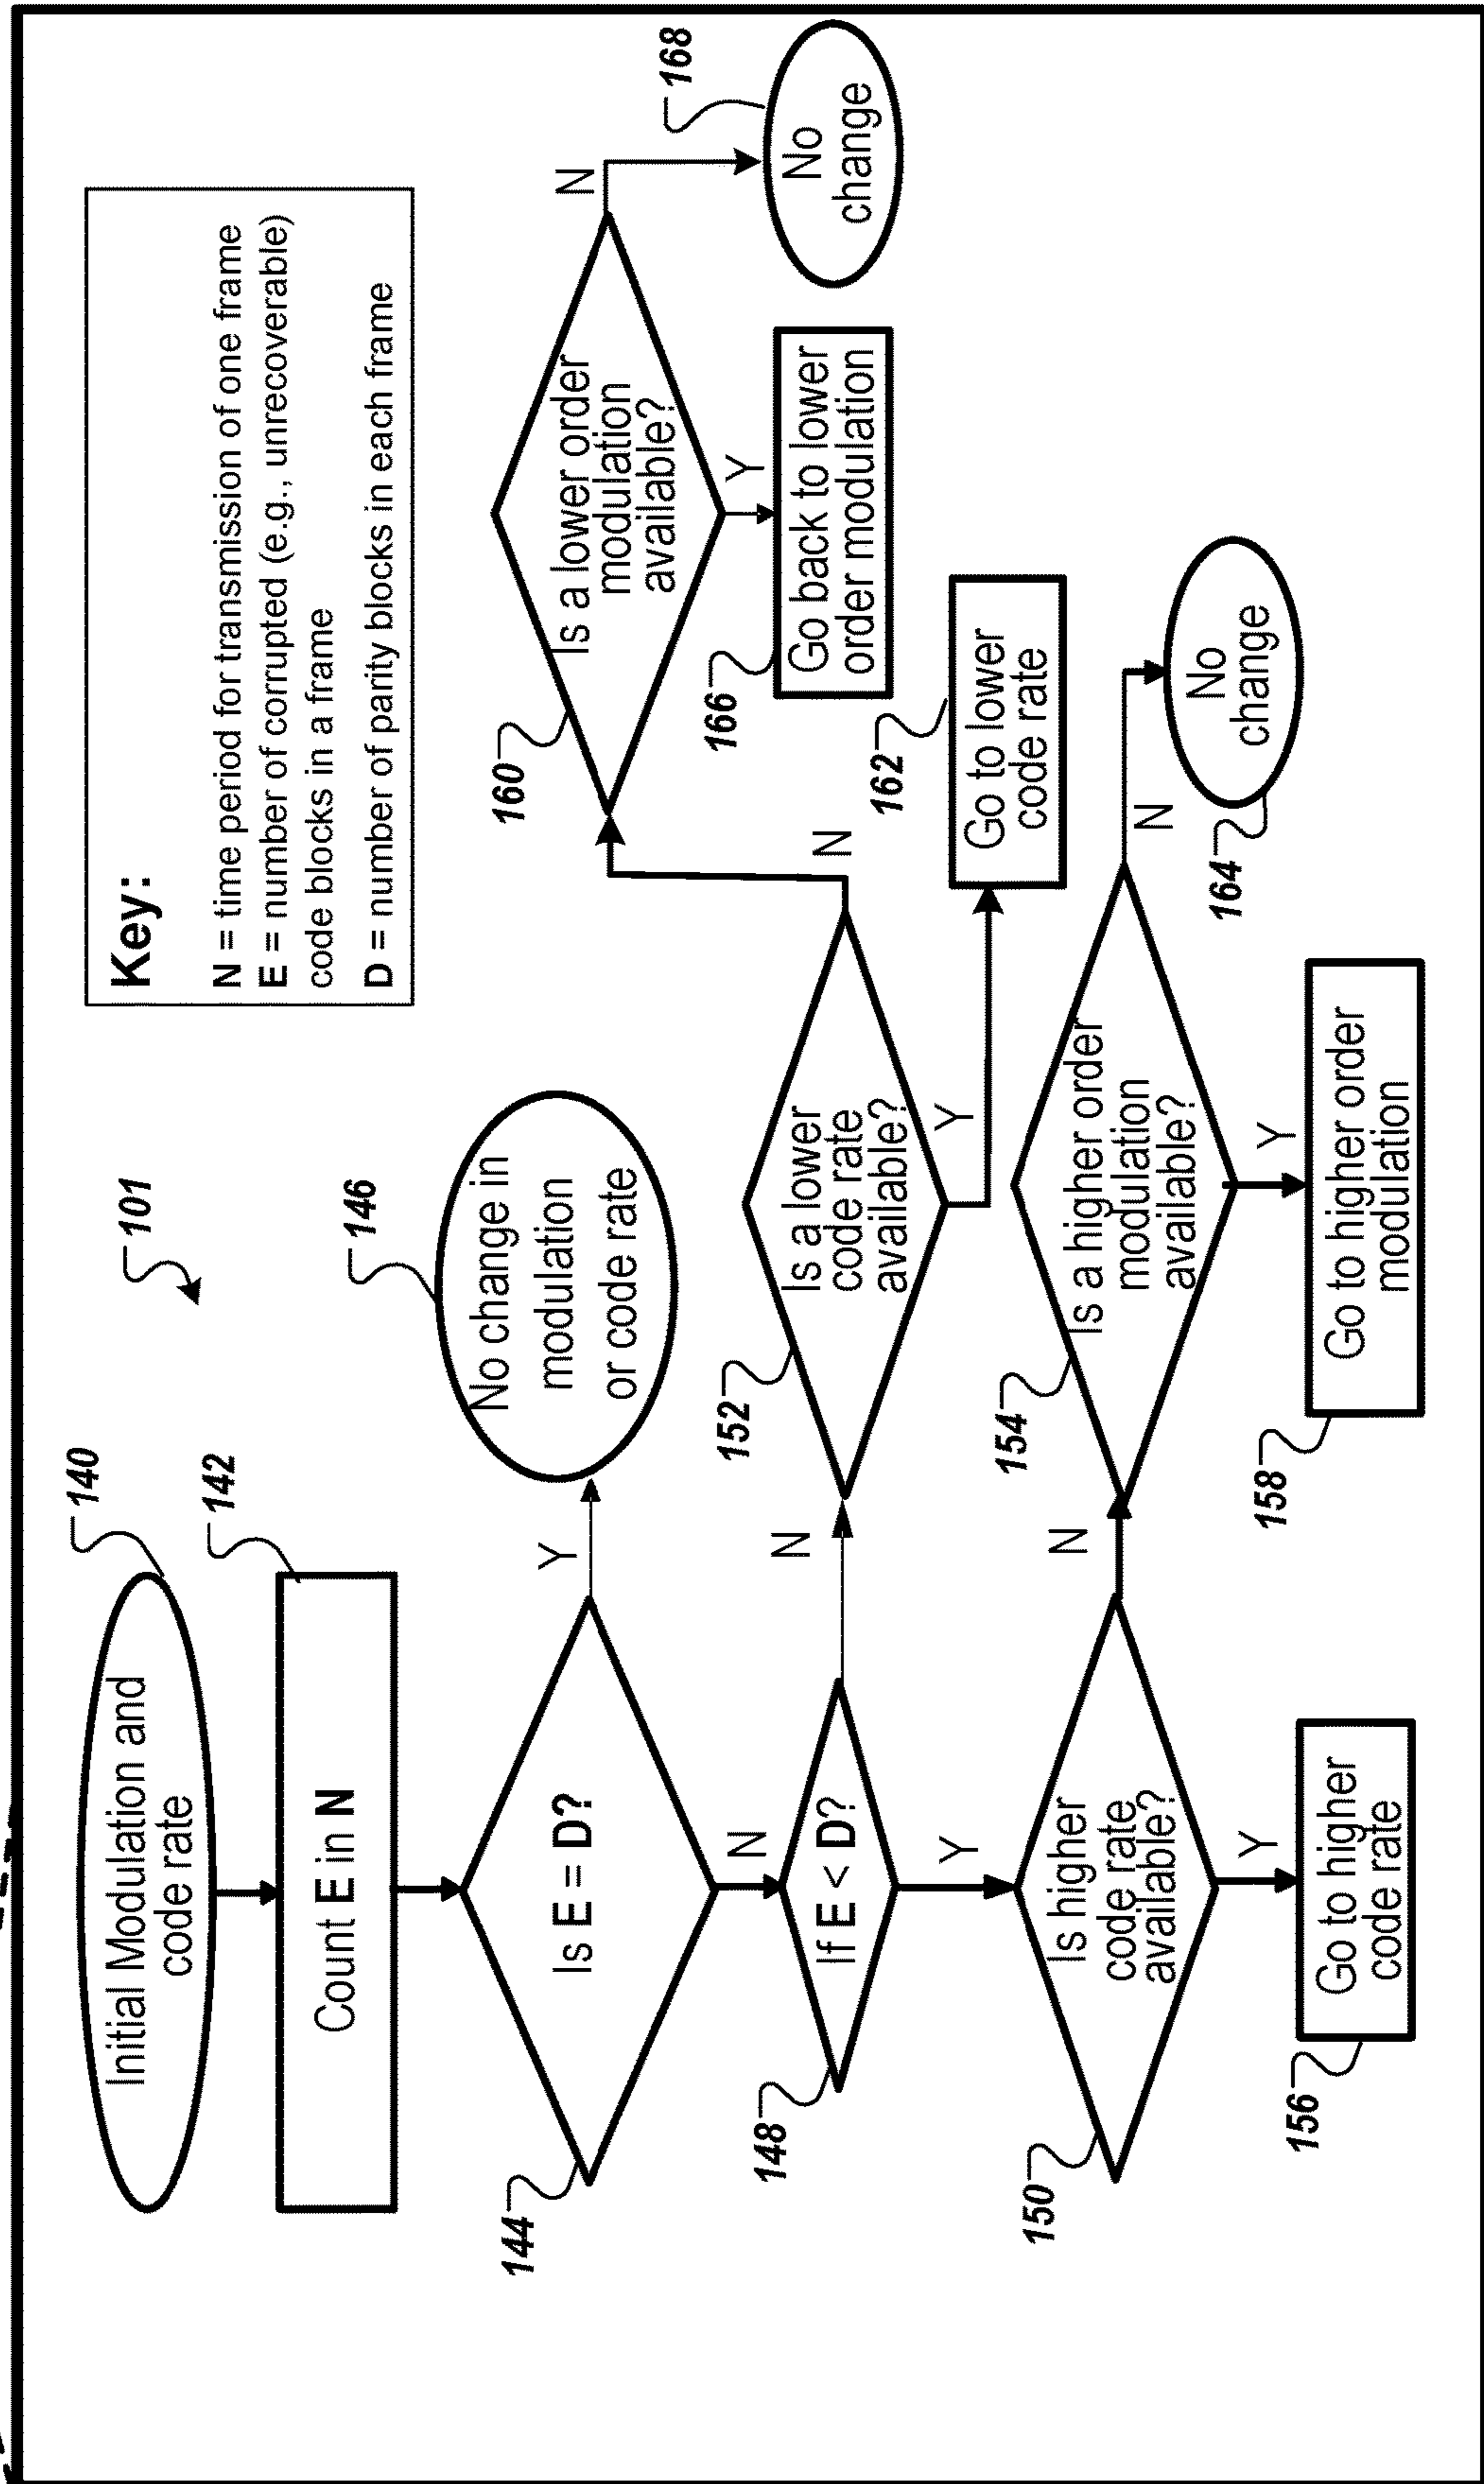 101
Key:
N = time period for transmission of one frame
E = number of corrupted (e.g., unrecoverable)
code blocks in a frame
D = number of parity blocks in each frame
140
Initial Modulation and
code rate
142
Count E in N
144
Is E = D?
Y
N
146
No change in
modulation
or code rate
148
If E < D?
N
Y
152
Is a lower
code rate
available?
N
Y
160
Is a lower order
modulation
available?
N
Y
168
No
change
166
Go back to lower
order modulation
162
Go to lower
code rate
150
Is higher
code rate
available?
N
Y
154
Is a higher order
modulation
available?
N
Y
164
No
change
156
Go to higher
code rate
158
Go to higher order
modulation